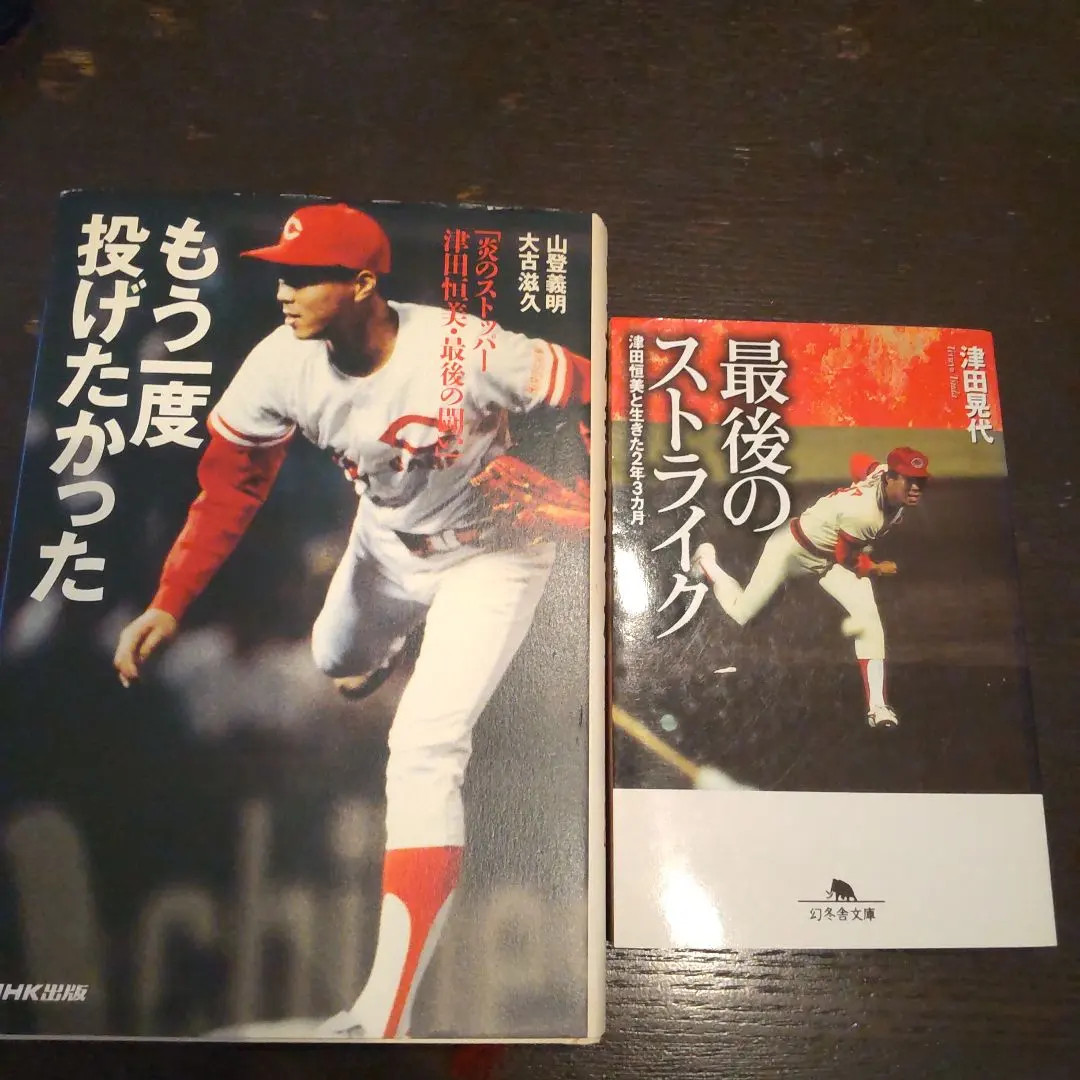 もう一度
投げたかった
山登義明
大古滋久
「炎のストッパー
津田恒美・最後の闘い」
C
NHK出版
津田晃代
Teruyo Tsuda
最後の
ストライク
津田恒美と生きた2年3カ月
幻冬舎文庫